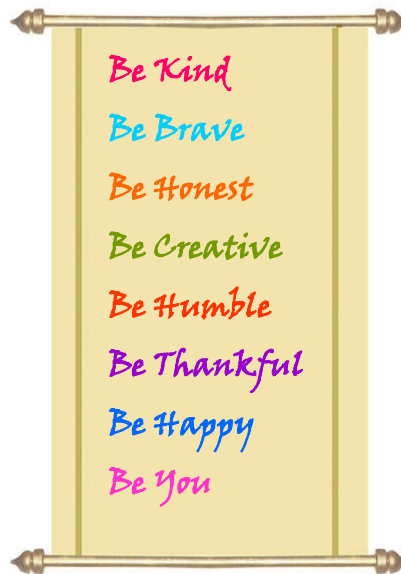 Be Kind
Be Brave
Be Honest
Be Creative
Be Humble
Be Thankful
Be Happy
Be You